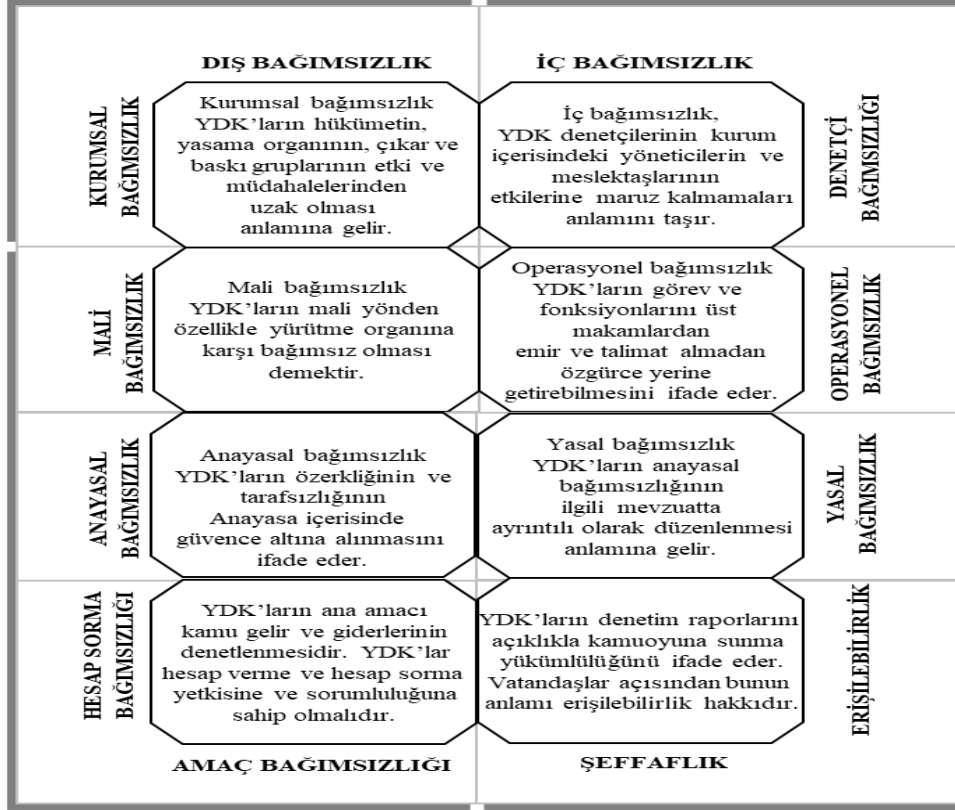 DIŞ BAĞIMSIZLIK
İÇ BAĞIMSIZLIK
KURUMSAL
BAĞIMSIZLIK
Kurumsal bağımsızlık
YDK’ların hükümetin,
yasama organının, çıkar ve
baskı gruplarının etki ve
müdahalelerinden
uzak olması
anlamına gelir.
İç bağımsızlık,
YDK denetçilerinin kurum
içerisindeki yöneticilerin ve
meslektaşlarının
etkilerine maruz kalmamaları
anlamını taşır.
DENETÇİ
BAĞIMSIZLIĞI
MALİ
BAĞIMSIZLIK
Mali bağımsızlık
YDK’ların mali yönden
özellikle yürütme organına
karşı bağımsız olması
demektir.
Operasyonel bağımsızlık
YDK’ların görev ve
fonksiyonlarını üst
makamlardan
emir ve talimat almadan
özgürce yerine
getirebilmesini ifade eder.
OPERASYONEL
BAĞIMSIZLIK
ANAYASAL
BAĞIMSIZLIK
Anayasal bağımsızlık
YDK’ların özerkliğinin ve
tarafsızlığının
Anayasa içerisinde
güvence altına alınmasını
ifade eder.
Yasal bağımsızlık
YDK’ların anayasal
bağımsızlığının
ilgili mevzuatta
ayrıntılı olarak düzenlenmesi
anlamına gelir.
YASAL
BAĞIMSIZLIK
HESAP SORMA
BAĞIMSIZLIĞI
YDK’ların ana amacı
kamu gelir ve giderlerinin
denetlenmesidir. YDK’lar
hesap verme ve hesap sorma
yetkisine ve sorumluluğuna
sahip olmalıdır.
YDK’ların denetim raporlarını
açıklıkla kamuoyuna sunma
yükümlülüğünü ifade eder.
Vatandaşlar açısından bunun
anlamı erişilebilirlik hakkıdır.
ERİŞİLEBİLİRLİK
AMAÇ BAĞIMSIZLIĞI
ŞEFFAFLIK